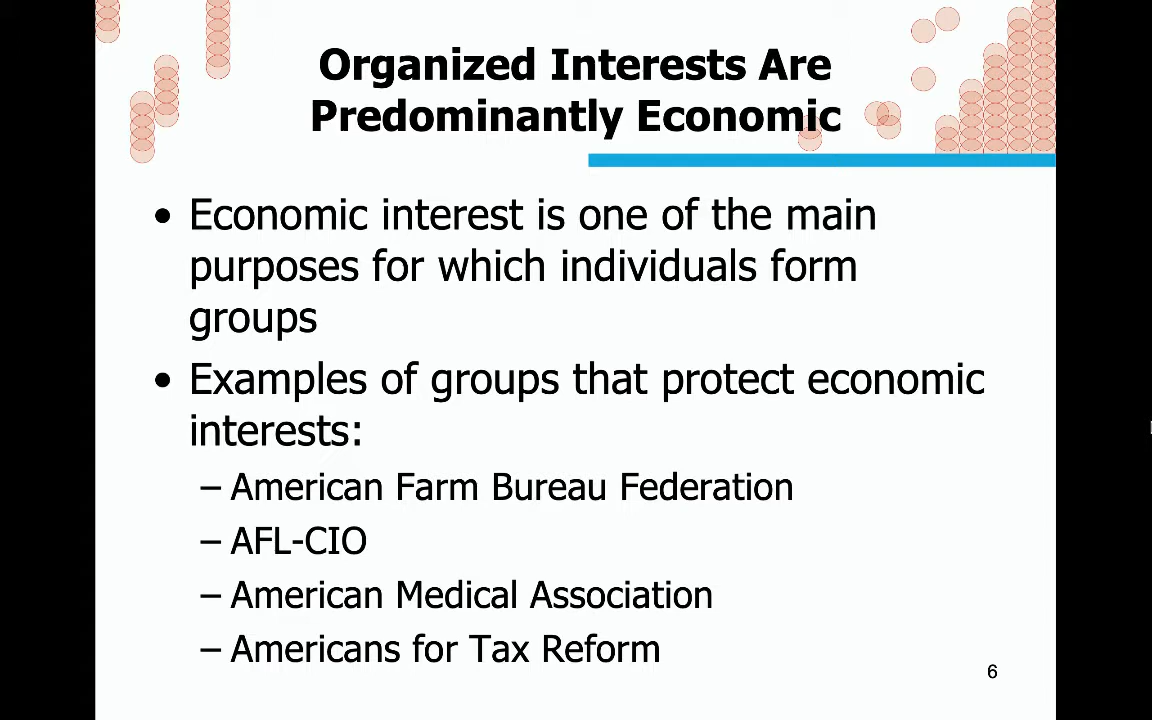 Organized Interests Are
Predominantly Economic
• Economic interest is one of the main
purposes for which individuals form
groups
• Examples of groups that protect economic
interests:
– American Farm Bureau Federation
– AFL-CIO
– American Medical Association
– Americans for Tax Reform
6